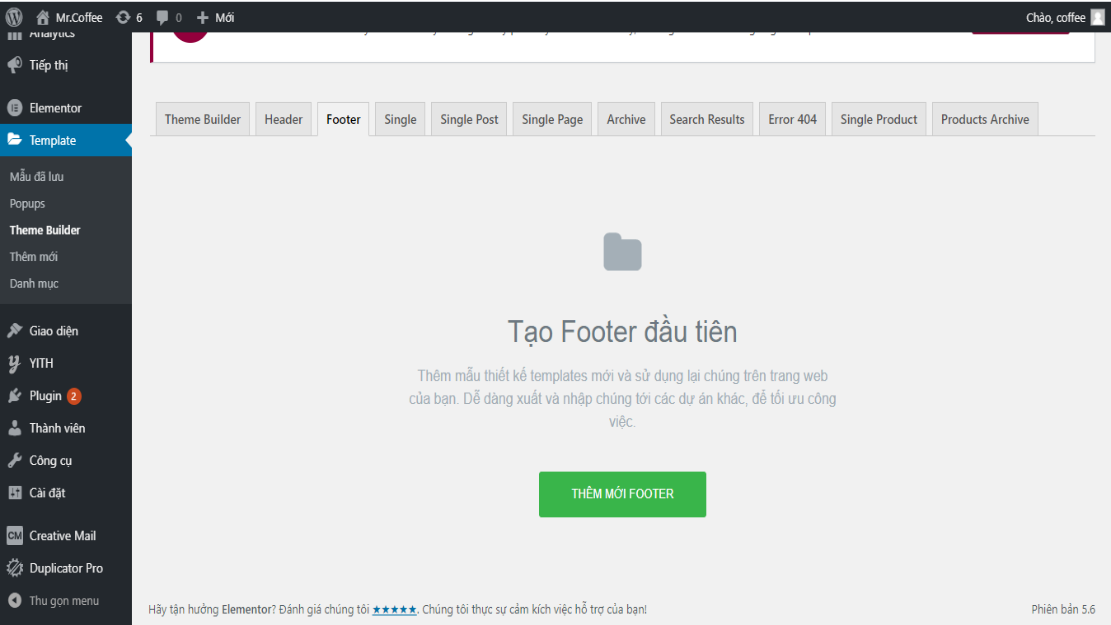 Mr.Coffee 6 0 Mới
Chào, coffee
Analytics
Tiếp thị
Elementor
Template
Mẫu đã lưu
Popups
Theme Builder
Thêm mới
Danh mục
Giao diện
YITH
Plugin 2
Thành viên
Công cụ
Cài đặt
CM Creative Mail
Duplicator Pro
Thu gọn menu
Theme Builder Header Footer Single Single Post Single Page Archive Search Results Error 404 Single Product Products Archive
Tạo Footer đầu tiên
Thêm mẫu thiết kế templates mới và sử dụng lại chúng trên trang web
của bạn. Dễ dàng xuất và nhập chúng tới các dự án khác, để tối ưu công
việc.
THÊM MỚI FOOTER
Hãy tận hưởng Elementor? Đánh giá chúng tôi ★★★★★. Chúng tôi thực sự cảm kích việc hỗ trợ của bạn!
Phiên bản 5.6